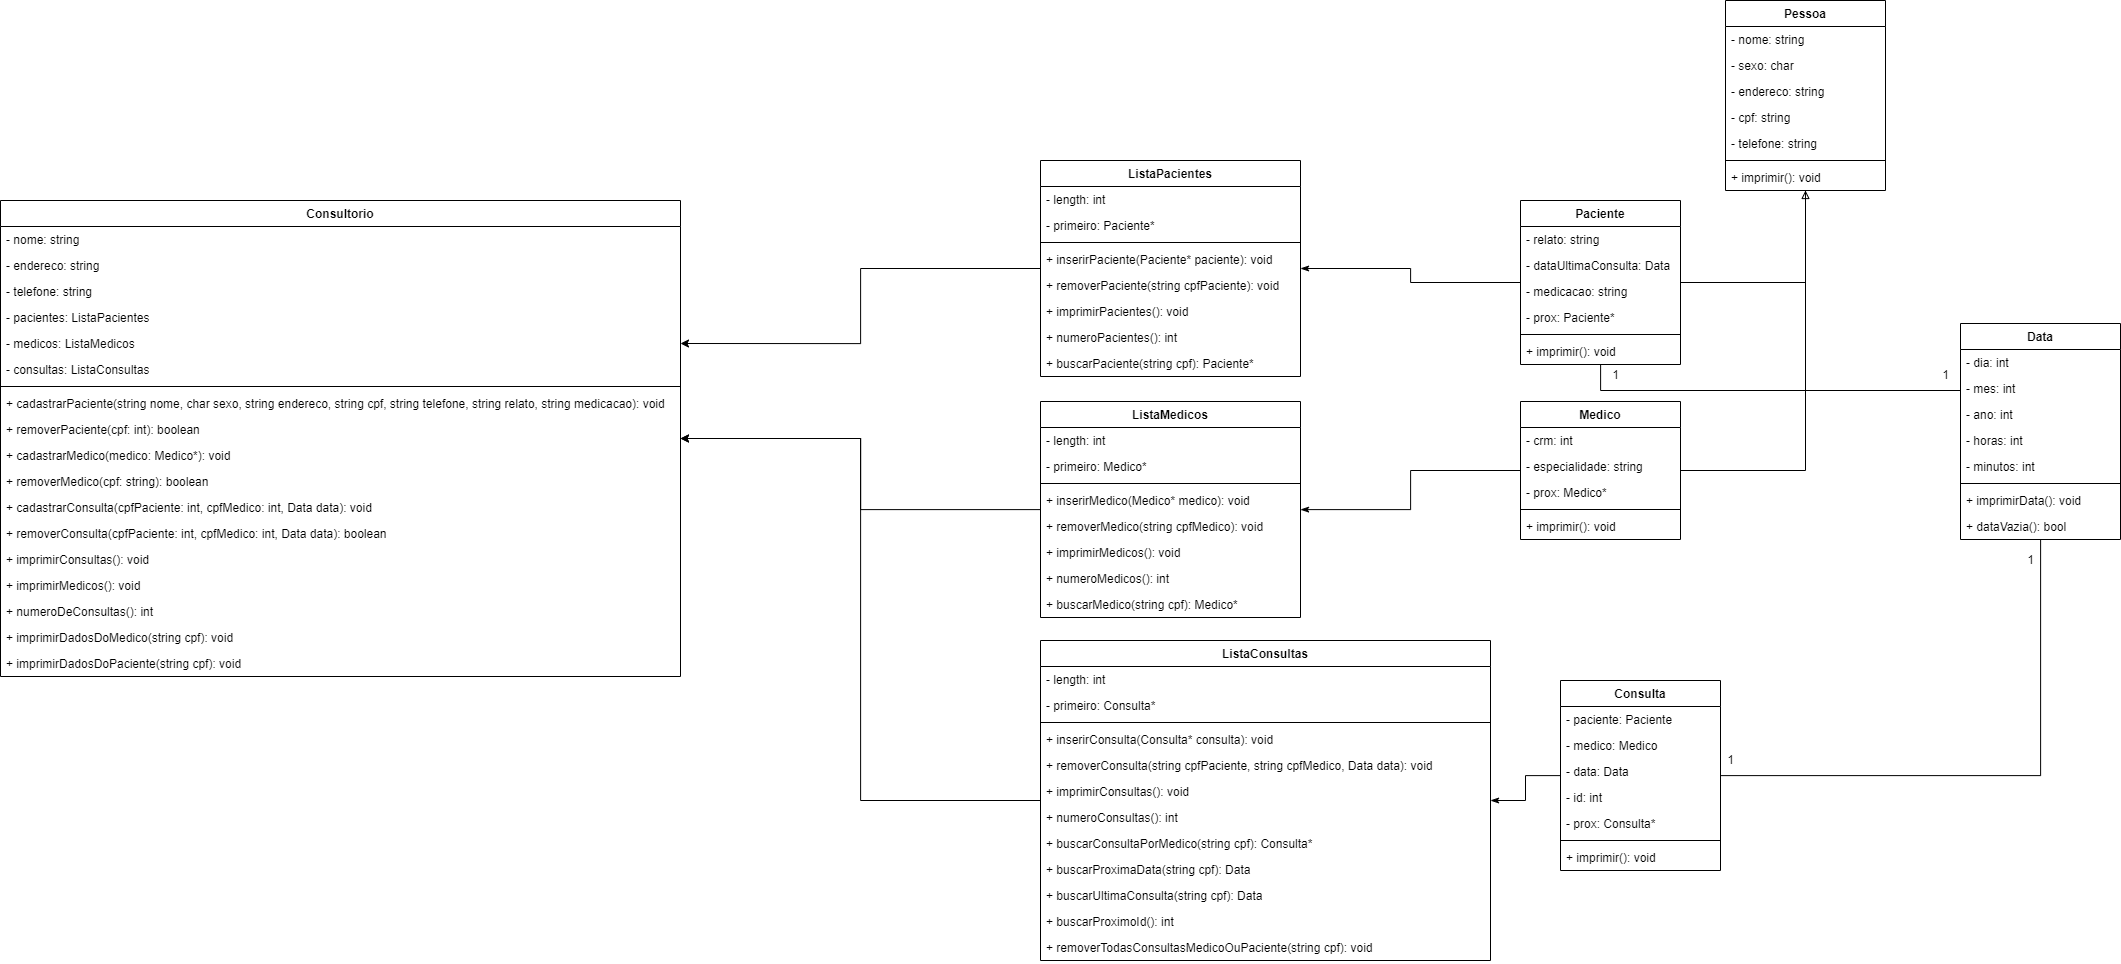 Pessoa
- nome: string
- sexo: char
- endereco: string
- cpf: string
- telefone: string
+ imprimir(): void
Consultorio
- nome: string
- endereco: string
- telefone: string
- pacientes: ListaPacientes
- medicos: ListaMedicos
- consultas: ListaConsultas
+ cadastrarPaciente(string nome, char sexo, string endereco, string cpf, string telefone, string relato, string medicacao): void
+ removerPaciente(cpf: int): boolean
+ cadastrarMedico(medico: Medico*): void
+ removerMedico(cpf: string): boolean
+ cadastrarConsulta(cpfPaciente: int, cpfMedico: int, Data data): void
+ removerConsulta(cpfPaciente: int, cpfMedico: int, Data data): boolean
+ imprimirConsultas(): void
+ imprimirMedicos(): void
+ numeroDeConsultas(): int
+ imprimirDadosDoMedico(string cpf): void
+ imprimirDadosDoPaciente(string cpf): void
ListaPacientes
- length: int
- primeiro: Paciente*
+ inserirPaciente(Paciente* paciente): void
+ removerPaciente(string cpfPaciente): void
+ imprimirPacientes(): void
+ numeroPacientes(): int
+ buscarPaciente(string cpf): Paciente*
Paciente
- relato: string
- dataUltimaConsulta: Data
- medicacao: string
- prox: Paciente*
+ imprimir(): void
1
1
Data
- dia: int
- mes: int
- ano: int
- horas: int
- minutos: int
+ imprimirData(): void
+ dataVazia(): bool
1
ListaMedicos
- length: int
- primeiro: Medico*
+ inserirMedico(Medico* medico): void
+ removerMedico(string cpfMedico): void
+ imprimirMedicos(): void
+ numeroMedicos(): int
+ buscarMedico(string cpf): Medico*
Medico
- crm: int
- especialidade: string
- prox: Medico*
+ imprimir(): void
ListaConsultas
- length: int
- primeiro: Consulta*
+ inserirConsulta(Consulta* consulta): void
+ removerConsulta(string cpfPaciente, string cpfMedico, Data data): void
+ imprimirConsultas(): void
+ numeroConsultas(): int
+ buscarConsultaPorMedico(string cpf): Consulta*
+ buscarProximaData(string cpf): Data
+ buscarUltimaConsulta(string cpf): Data
+ buscarProximoId(): int
+ removerTodasConsultasMedicoOuPaciente(string cpf): void
Consulta
- paciente: Paciente
- medico: Medico
- data: Data
- id: int
- prox: Consulta*
+ imprimir(): void
1